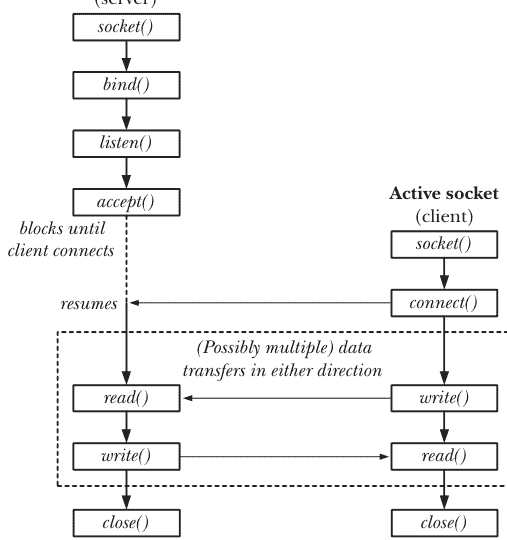 (server)
socket()
bind()
listen()
accept()
blocks until
client connects
resumes
Active socket
(client)
socket()
connect()
(Possibly multiple) data
transfers in either direction
read()
write()
write()
read()
close()
close()